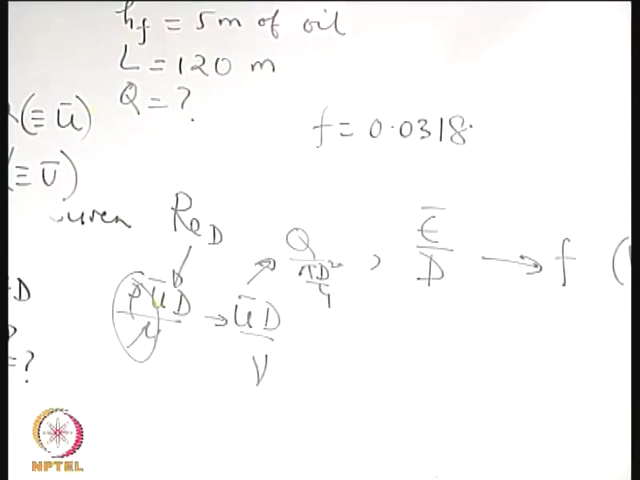 h_f = 5 m of oil
L = 120 m
Q = ?
(≡ ū)
f = 0.0318
(≡ V̄)
Re_D
Q / (πD²/4) , ε̄/D → f (
D
ρūD/μ → ūD/ν
= ?
NPTEL